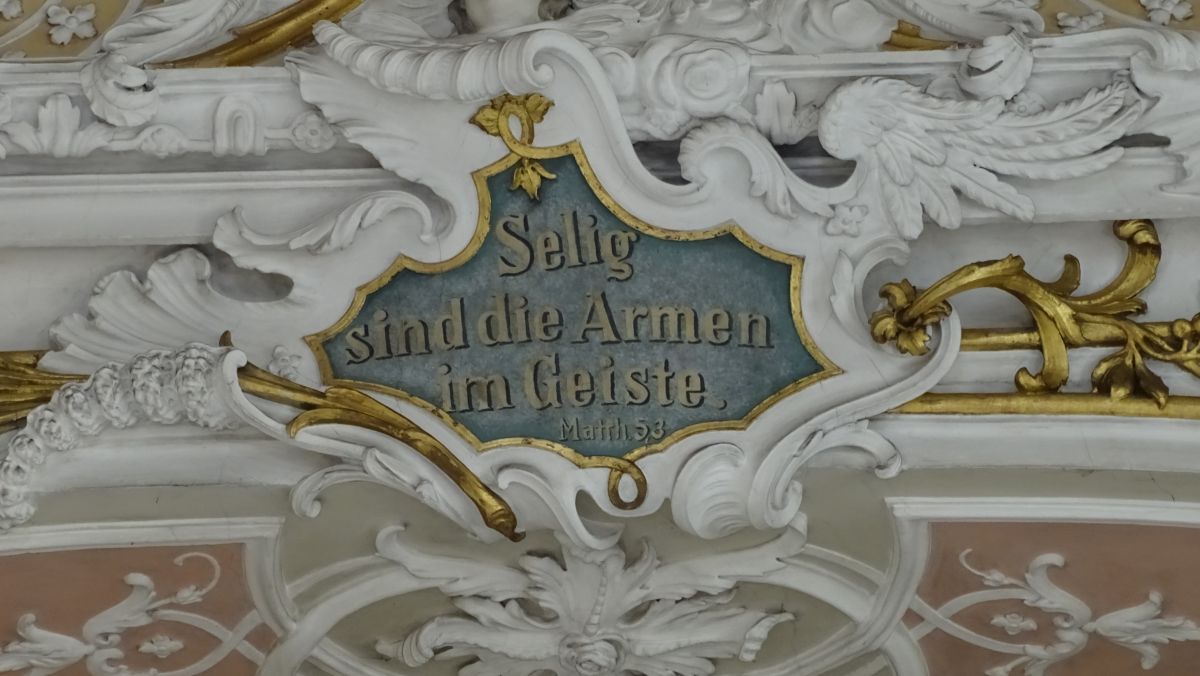 Selig
sind die Armen
im Geiste.
Matth. 5,3